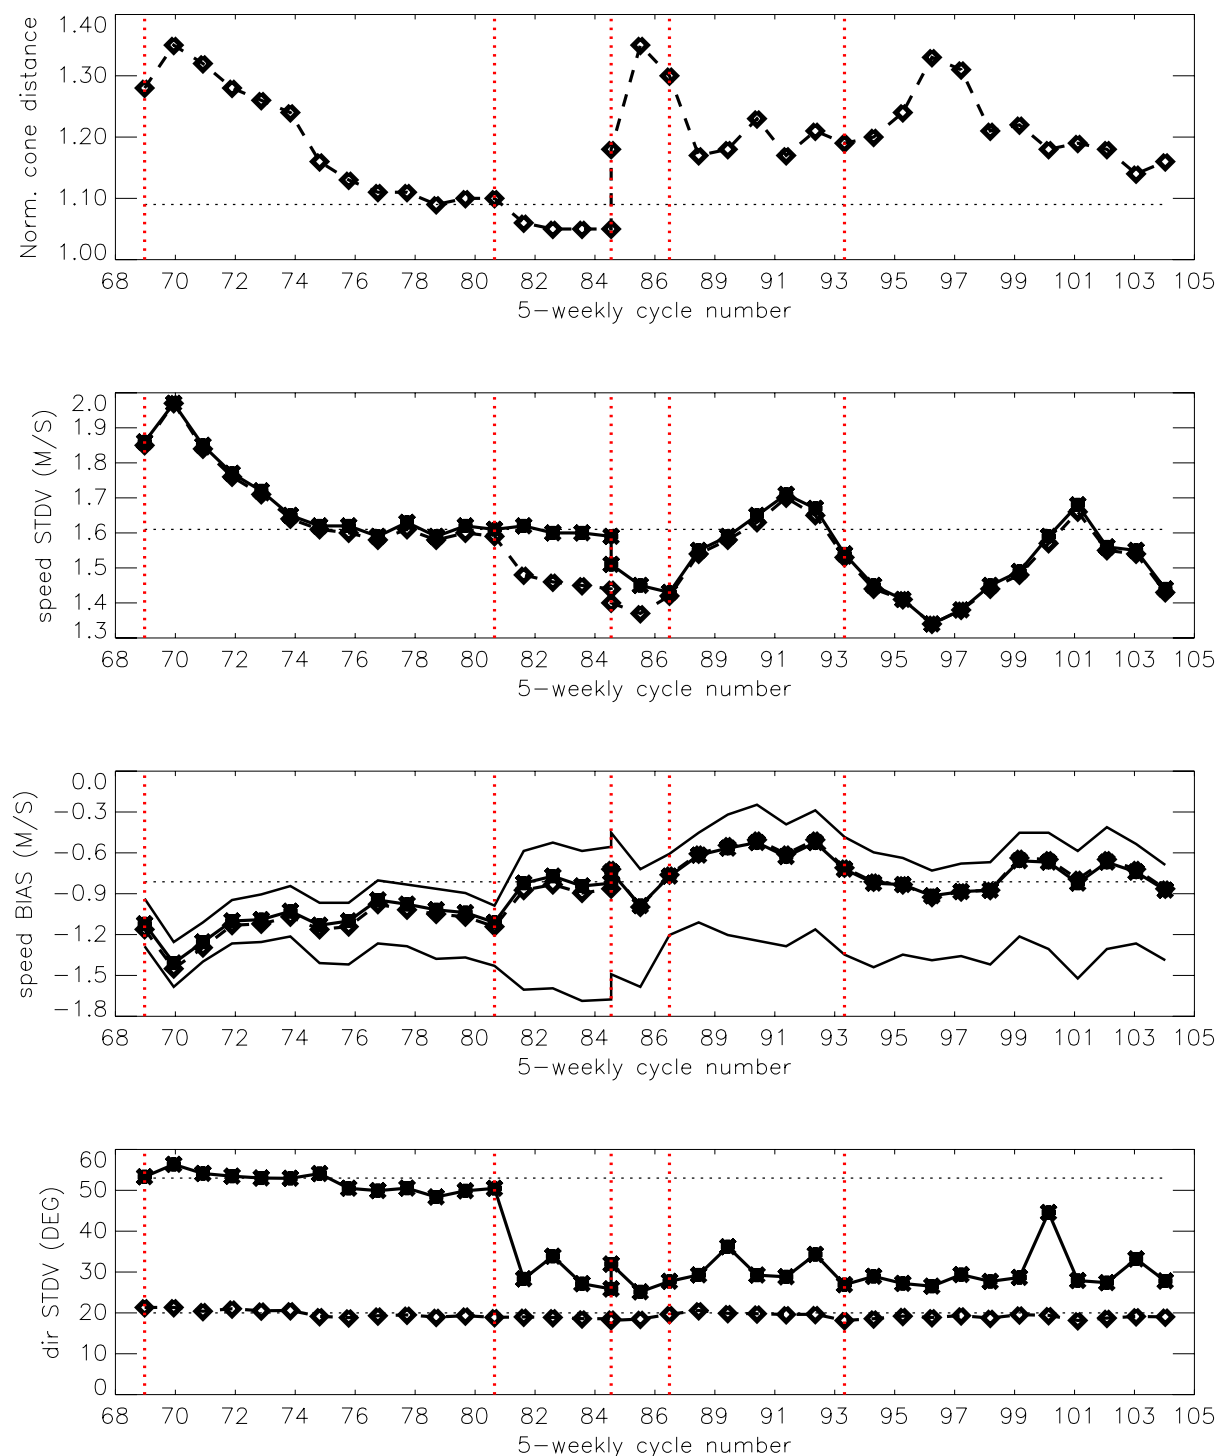 Norm. cone distance
1.40
1.30
1.20
1.10
1.00
68 70 72 74 76 78 80 82 84 86 89 91 93 95 97 99 101 103 105
5-weekly cycle number
speed STDV (M/S)
2.0
1.9
1.8
1.7
1.6
1.5
1.4
1.3
68 70 72 74 76 78 80 82 84 86 89 91 93 95 97 99 101 103 105
5-weekly cycle number
speed BIAS (M/S)
0.0
-0.3
-0.6
-0.9
-1.2
-1.5
-1.8
68 70 72 74 76 78 80 82 84 86 89 91 93 95 97 99 101 103 105
5-weekly cycle number
dir STDV (DEG)
60
50
40
30
20
10
0
68 70 72 74 76 78 80 82 84 86 89 91 93 95 97 99 101 103 105
5-weekly cycle number